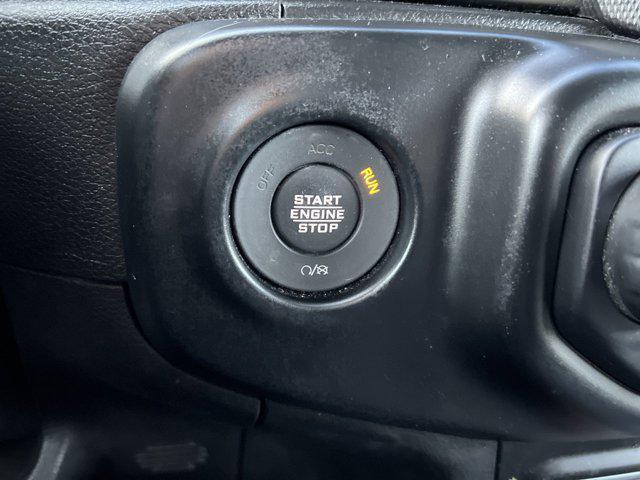 ACC
OFF
RUN
START
ENGINE
STOP